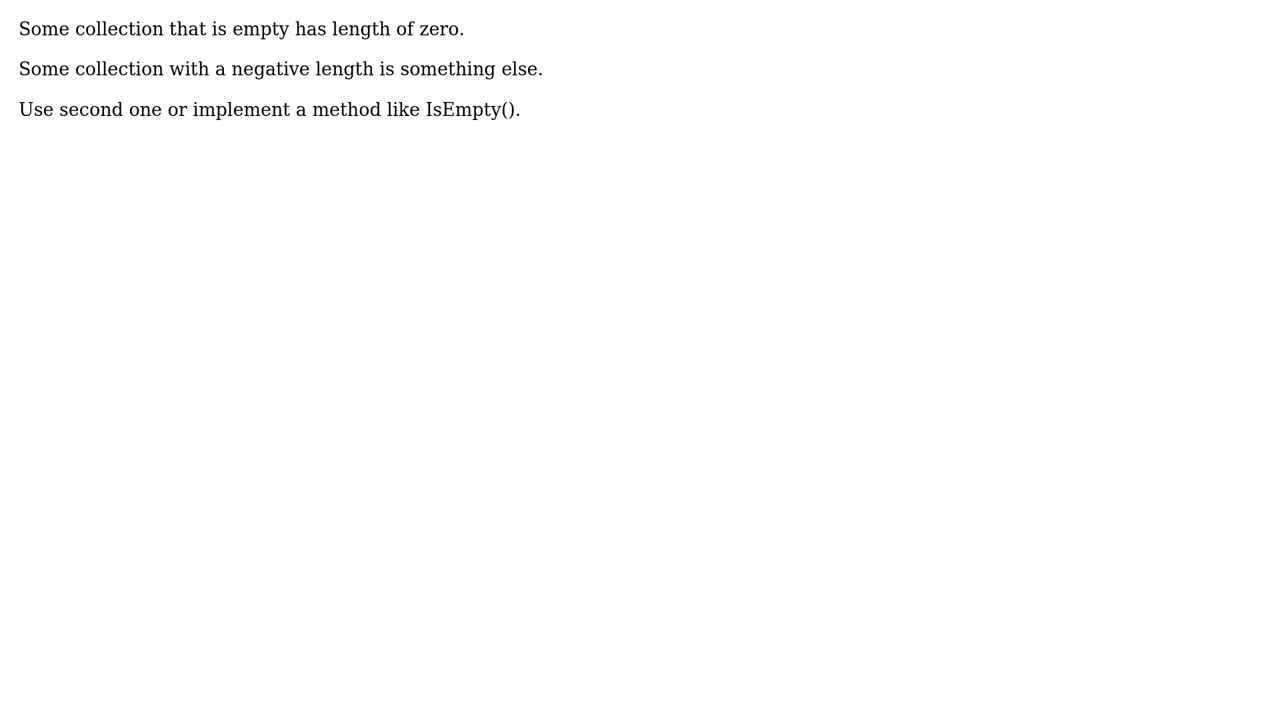 Some collection that is empty has length of zero.
Some collection with a negative length is something else.
Use second one or implement a method like IsEmpty().